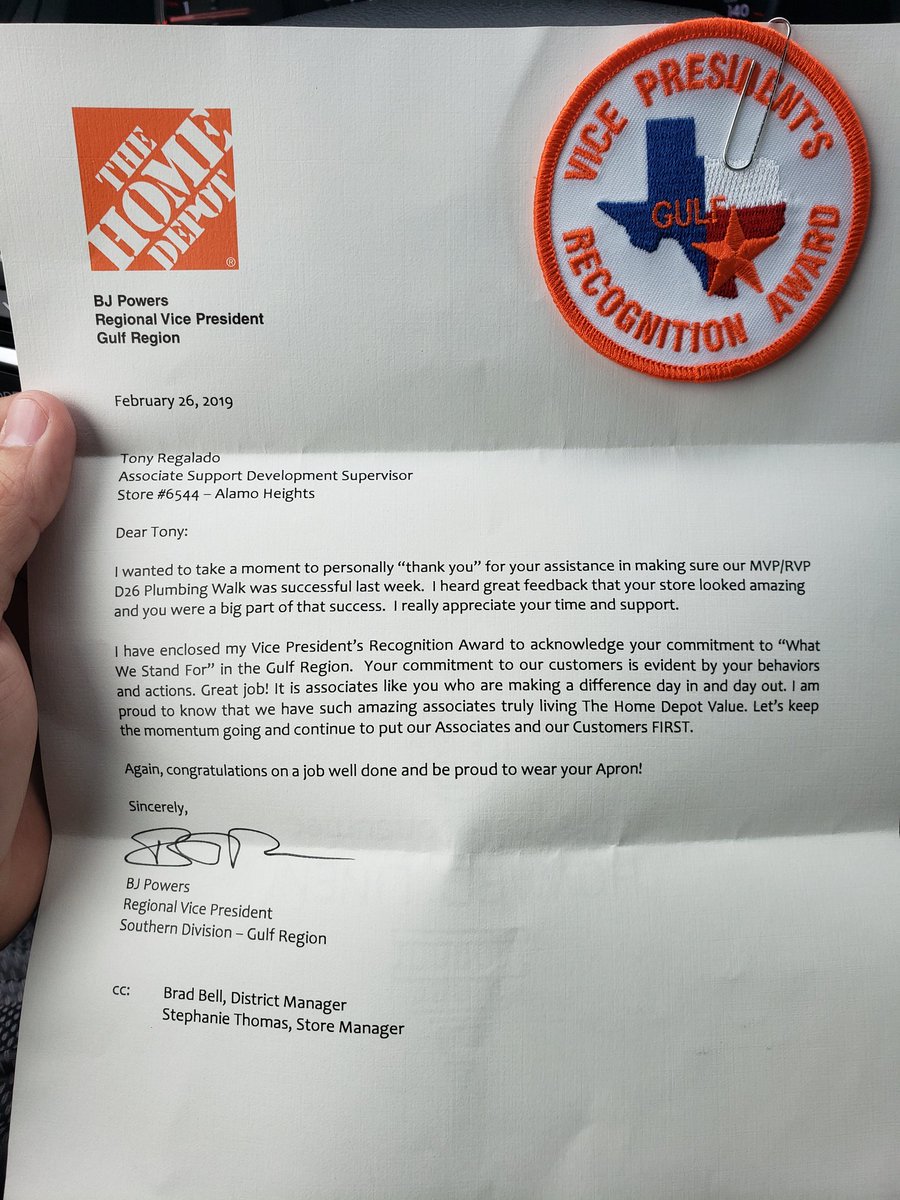 THE
HOME
DEPOT
®
VICE PRESIDENT'S
GULF
RECOGNITION AWARD
BJ Powers
Regional Vice President
Gulf Region
February 26, 2019
Tony Regalado
Associate Support Development Supervisor
Store #6544 – Alamo Heights
Dear Tony:
I wanted to take a moment to personally “thank you” for your assistance in making sure our MVP/RVP
D26 Plumbing Walk was successful last week.  I heard great feedback that your store looked amazing
and you were a big part of that success.  I really appreciate your time and support.
I have enclosed my Vice President’s Recognition Award to acknowledge your commitment to “What
We Stand For” in the Gulf Region.  Your commitment to our customers is evident by your behaviors
and actions. Great job! It is associates like you who are making a difference day in and day out. I am
proud to know that we have such amazing associates truly living The Home Depot Value. Let’s keep
the momentum going and continue to put our Associates and our Customers FIRST.
Again, congratulations on a job well done and be proud to wear your Apron!
Sincerely,
BJ Powers
Regional Vice President
Southern Division – Gulf Region
cc: Brad Bell, District Manager
Stephanie Thomas, Store Manager